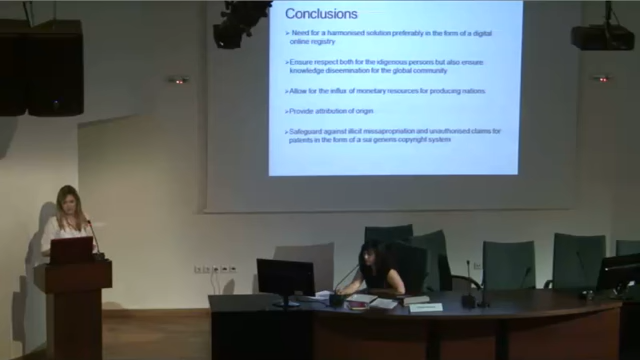 Conclusions
➢ Need for a harmonised solution preferably in the form of a digital
online registry
➢ Ensure respect both for the idigenous persons but also ensure
knowledge dissemination for the global community
➢ Allow for the influx of monetary resources for producing nations
➢ Provide attribution of origin
➢ Safeguard against illicit missapropriation and unauthorised claims for
patents in the form of a sui generis copyright system